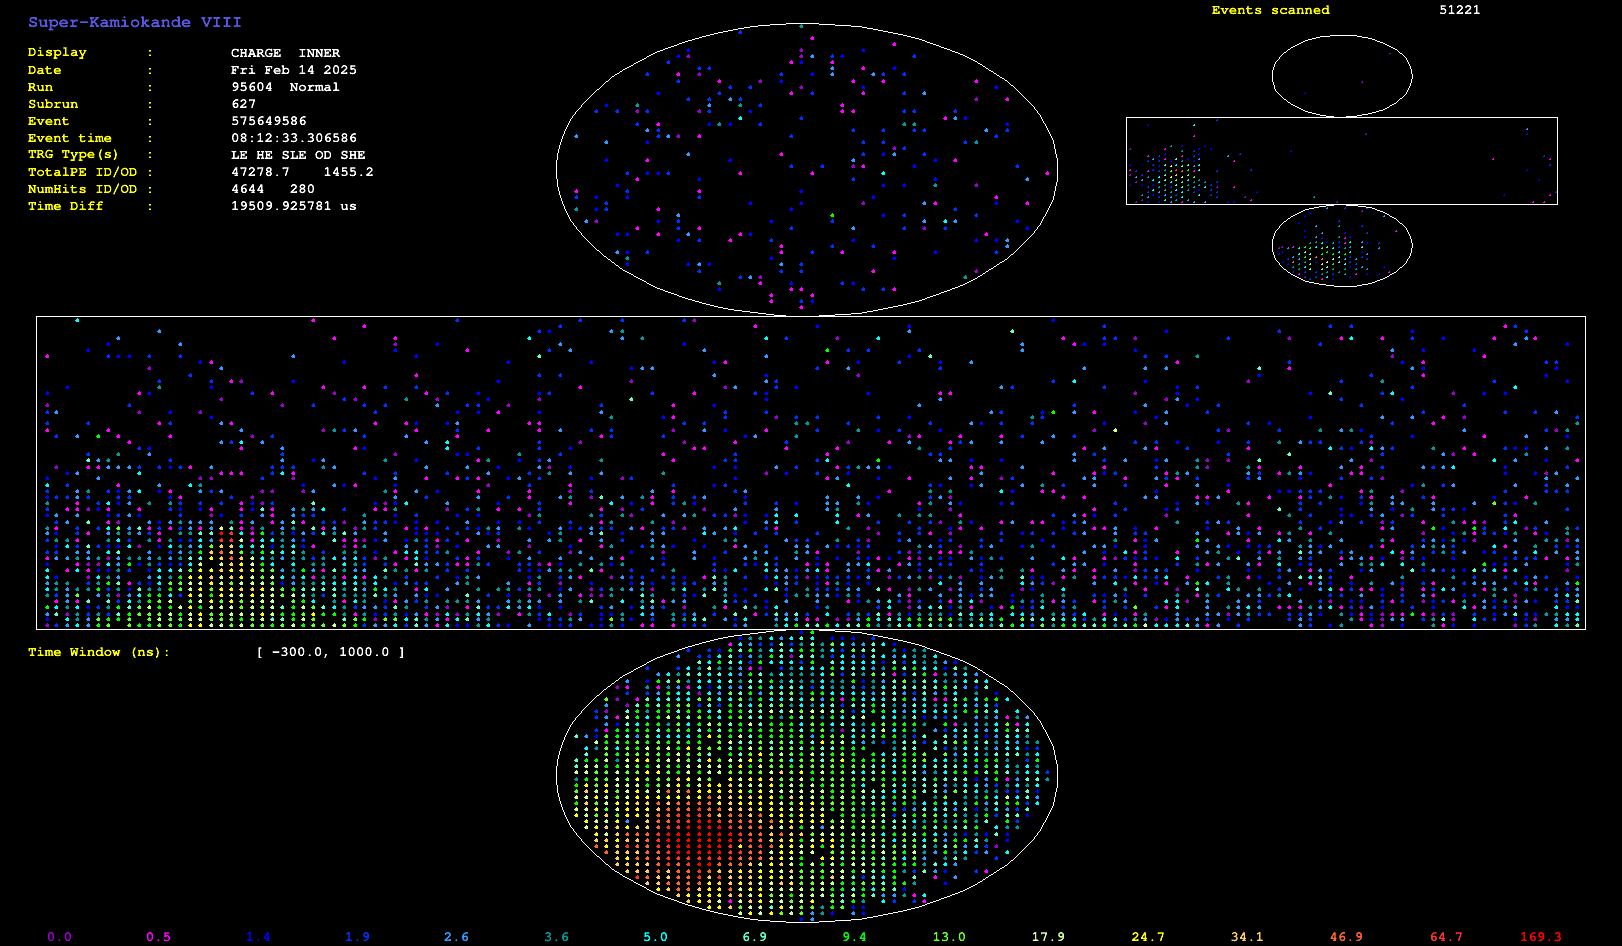 Super-Kamiokande VIII
Events scanned 51221
Display : CHARGE INNER
Date : Fri Feb 14 2025
Run : 95604 Normal
Subrun : 627
Event : 575649586
Event time : 08:12:33.306586
TRG Type(s) : LE HE SLE OD SHE
TotalPE ID/OD : 47278.7 1455.2
NumHits ID/OD : 4644 280
Time Diff : 19509.925781 us
Time Window (ns): [ -300.0, 1000.0 ]
0.0 0.5 1.4 1.9 2.6 3.6 5.0 6.9 9.4 13.0 17.9 24.7 34.1 46.9 64.7 169.3